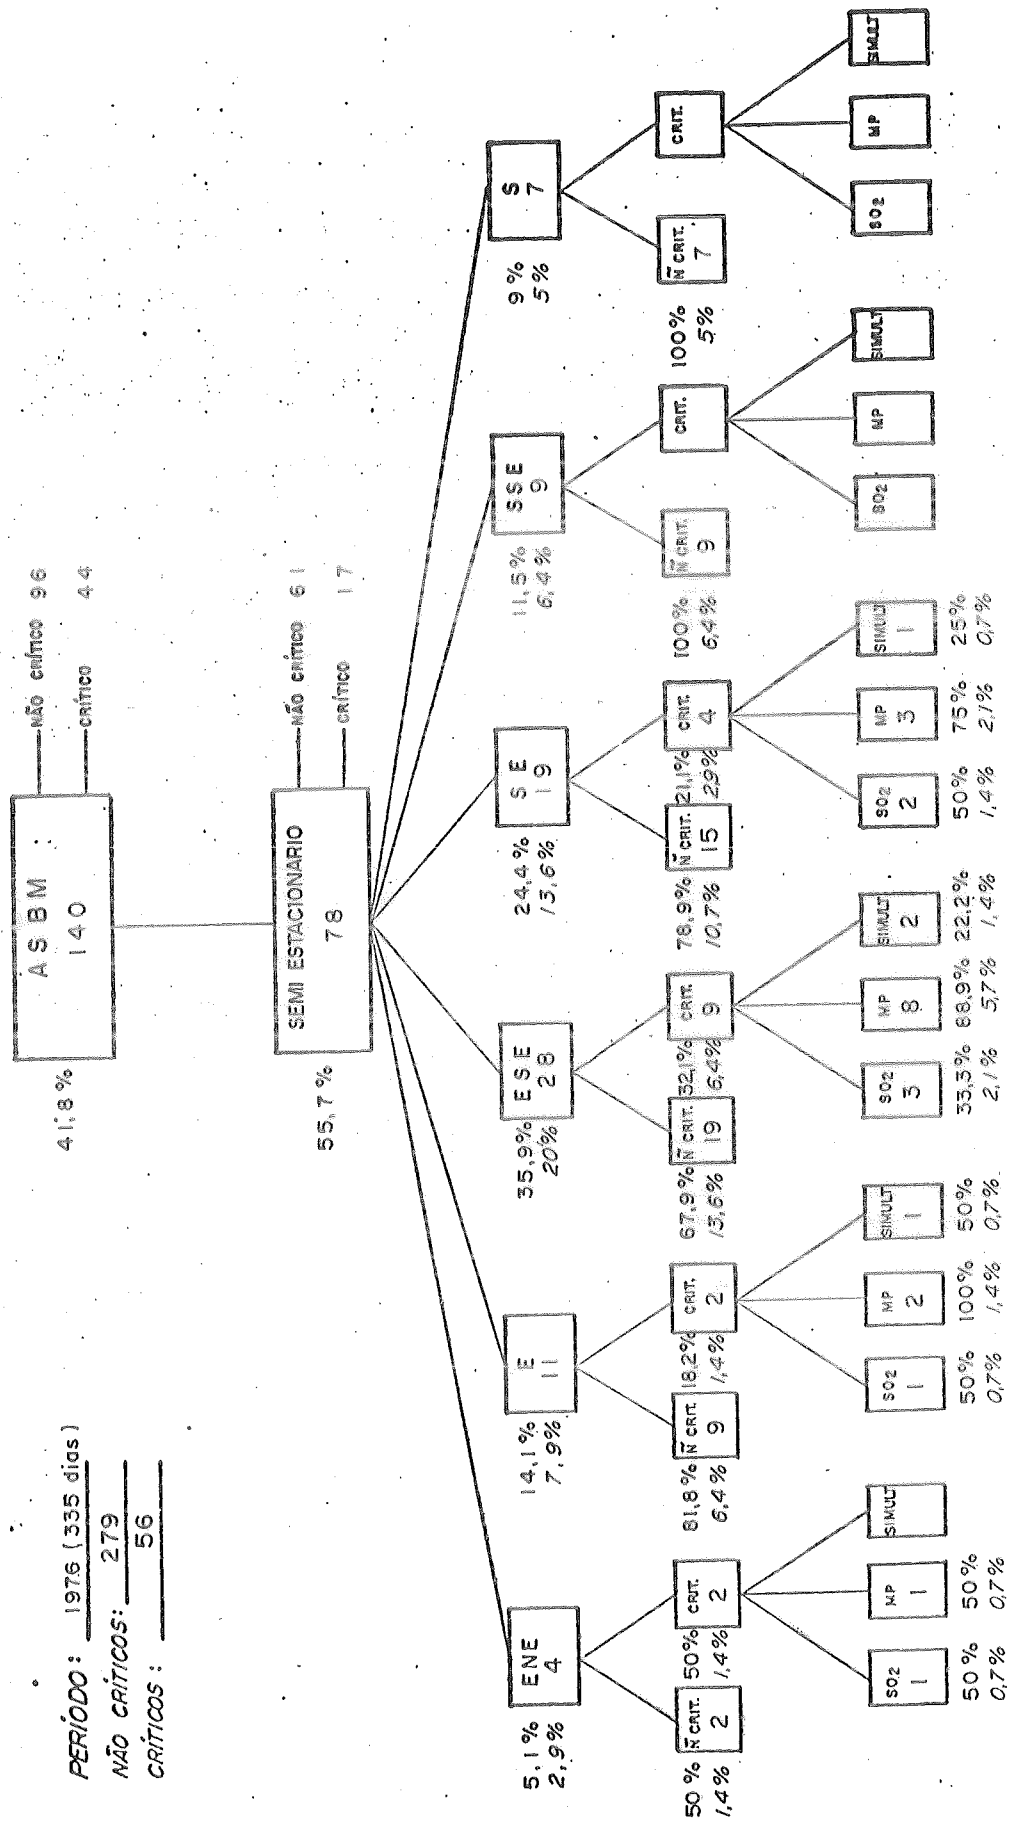 PERÍODO : 1976 (335 dias)
NÃO CRÍTICOS: 279
CRÍTICOS : 56
41,8 %
ASBM :
140
NÃO CRÍTICO 96
CRÍTICO 44
55,7 %
SEMI ESTACIONARIO
78
NÃO CRÍTICO 61
CRÍTICO 17
5,1 %
2,9%
ENE
4
14,1 %
7,9%
E
11
35,9%
20%
ESE
28
24,4 %
13,6%
SE
19
11,5%
6,4%
SSE
9
9 %
5%
S
7
50 %
1,4%
Ñ CRIT.
2
50%
1,4%
CRIT.
2
81,8 %
6,4%
Ñ CRIT.
9
18,2%
1,4%
CRIT.
2
67,9 %
13,6%
Ñ CRIT.
19
32,1%
6,4%
CRIT.
9
78,9%
10,7%
Ñ CRIT.
15
21,1%
2,9%
CRIT.
4
100%
6,4%
Ñ CRIT.
9
CRIT.
100%
5%
Ñ CRIT.
7
CRIT.
SO2
1
MP
1
SIMULT
SO2
1
MP
2
SIMULT
1
SO2
3
MP
8
SIMULT
2
SO2
2
MP
3
SIMULT
1
SO2
MP
SIMULT
SO2
MP
SIMULT
50 % 50 % 50% 100% 50% 33,3% 88,9% 22,2% 50% 75% 25%
0,7% 0,7% 0,7% 1,4% 0,7% 2,1% 5,7% 1,4% 1,4% 2,1% 0,7%